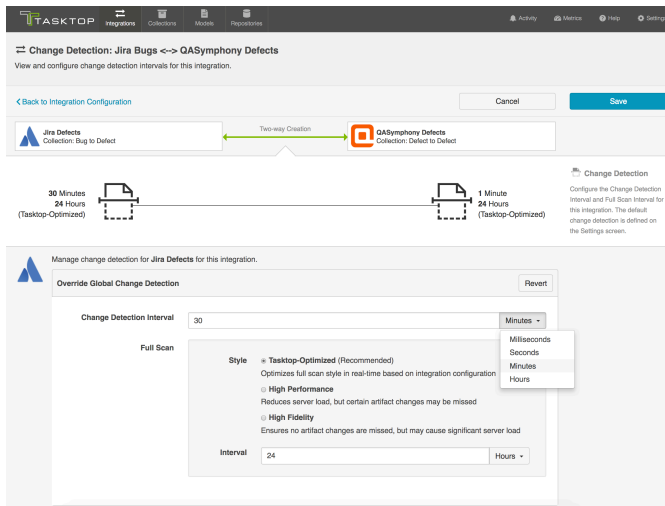 TASKTOP
Integrations
Collections
Models
Repositories
Activity
Metrics
Help
Settings
Change Detection: Jira Bugs <--> QASymphony Defects
View and configure change detection intervals for this integration.
Back to Integration Configuration
Cancel
Save
Jira Defects
Collection: Bug to Defect
Two-way Creation
QASymphony Defects
Collection: Defect to Defect
30 Minutes
24 Hours
(Tasktop-Optimized)
1 Minute
24 Hours
(Tasktop-Optimized)
Change Detection
Configure the Change Detection
Interval and Full Scan Interval for
this integration. The default
change detection is defined on
the Settings screen.
Manage change detection for Jira Defects for this integration.
Override Global Change Detection
Revert
Change Detection Interval
30
Minutes
Milliseconds
Seconds
Minutes
Hours
Full Scan
Style
Tasktop-Optimized (Recommended)
Optimizes full scan style in real-time based on integration configuration
High Performance
Reduces server load, but certain artifact changes may be missed
High Fidelity
Ensures no artifact changes are missed, but may cause significant server load
Interval
24
Hours